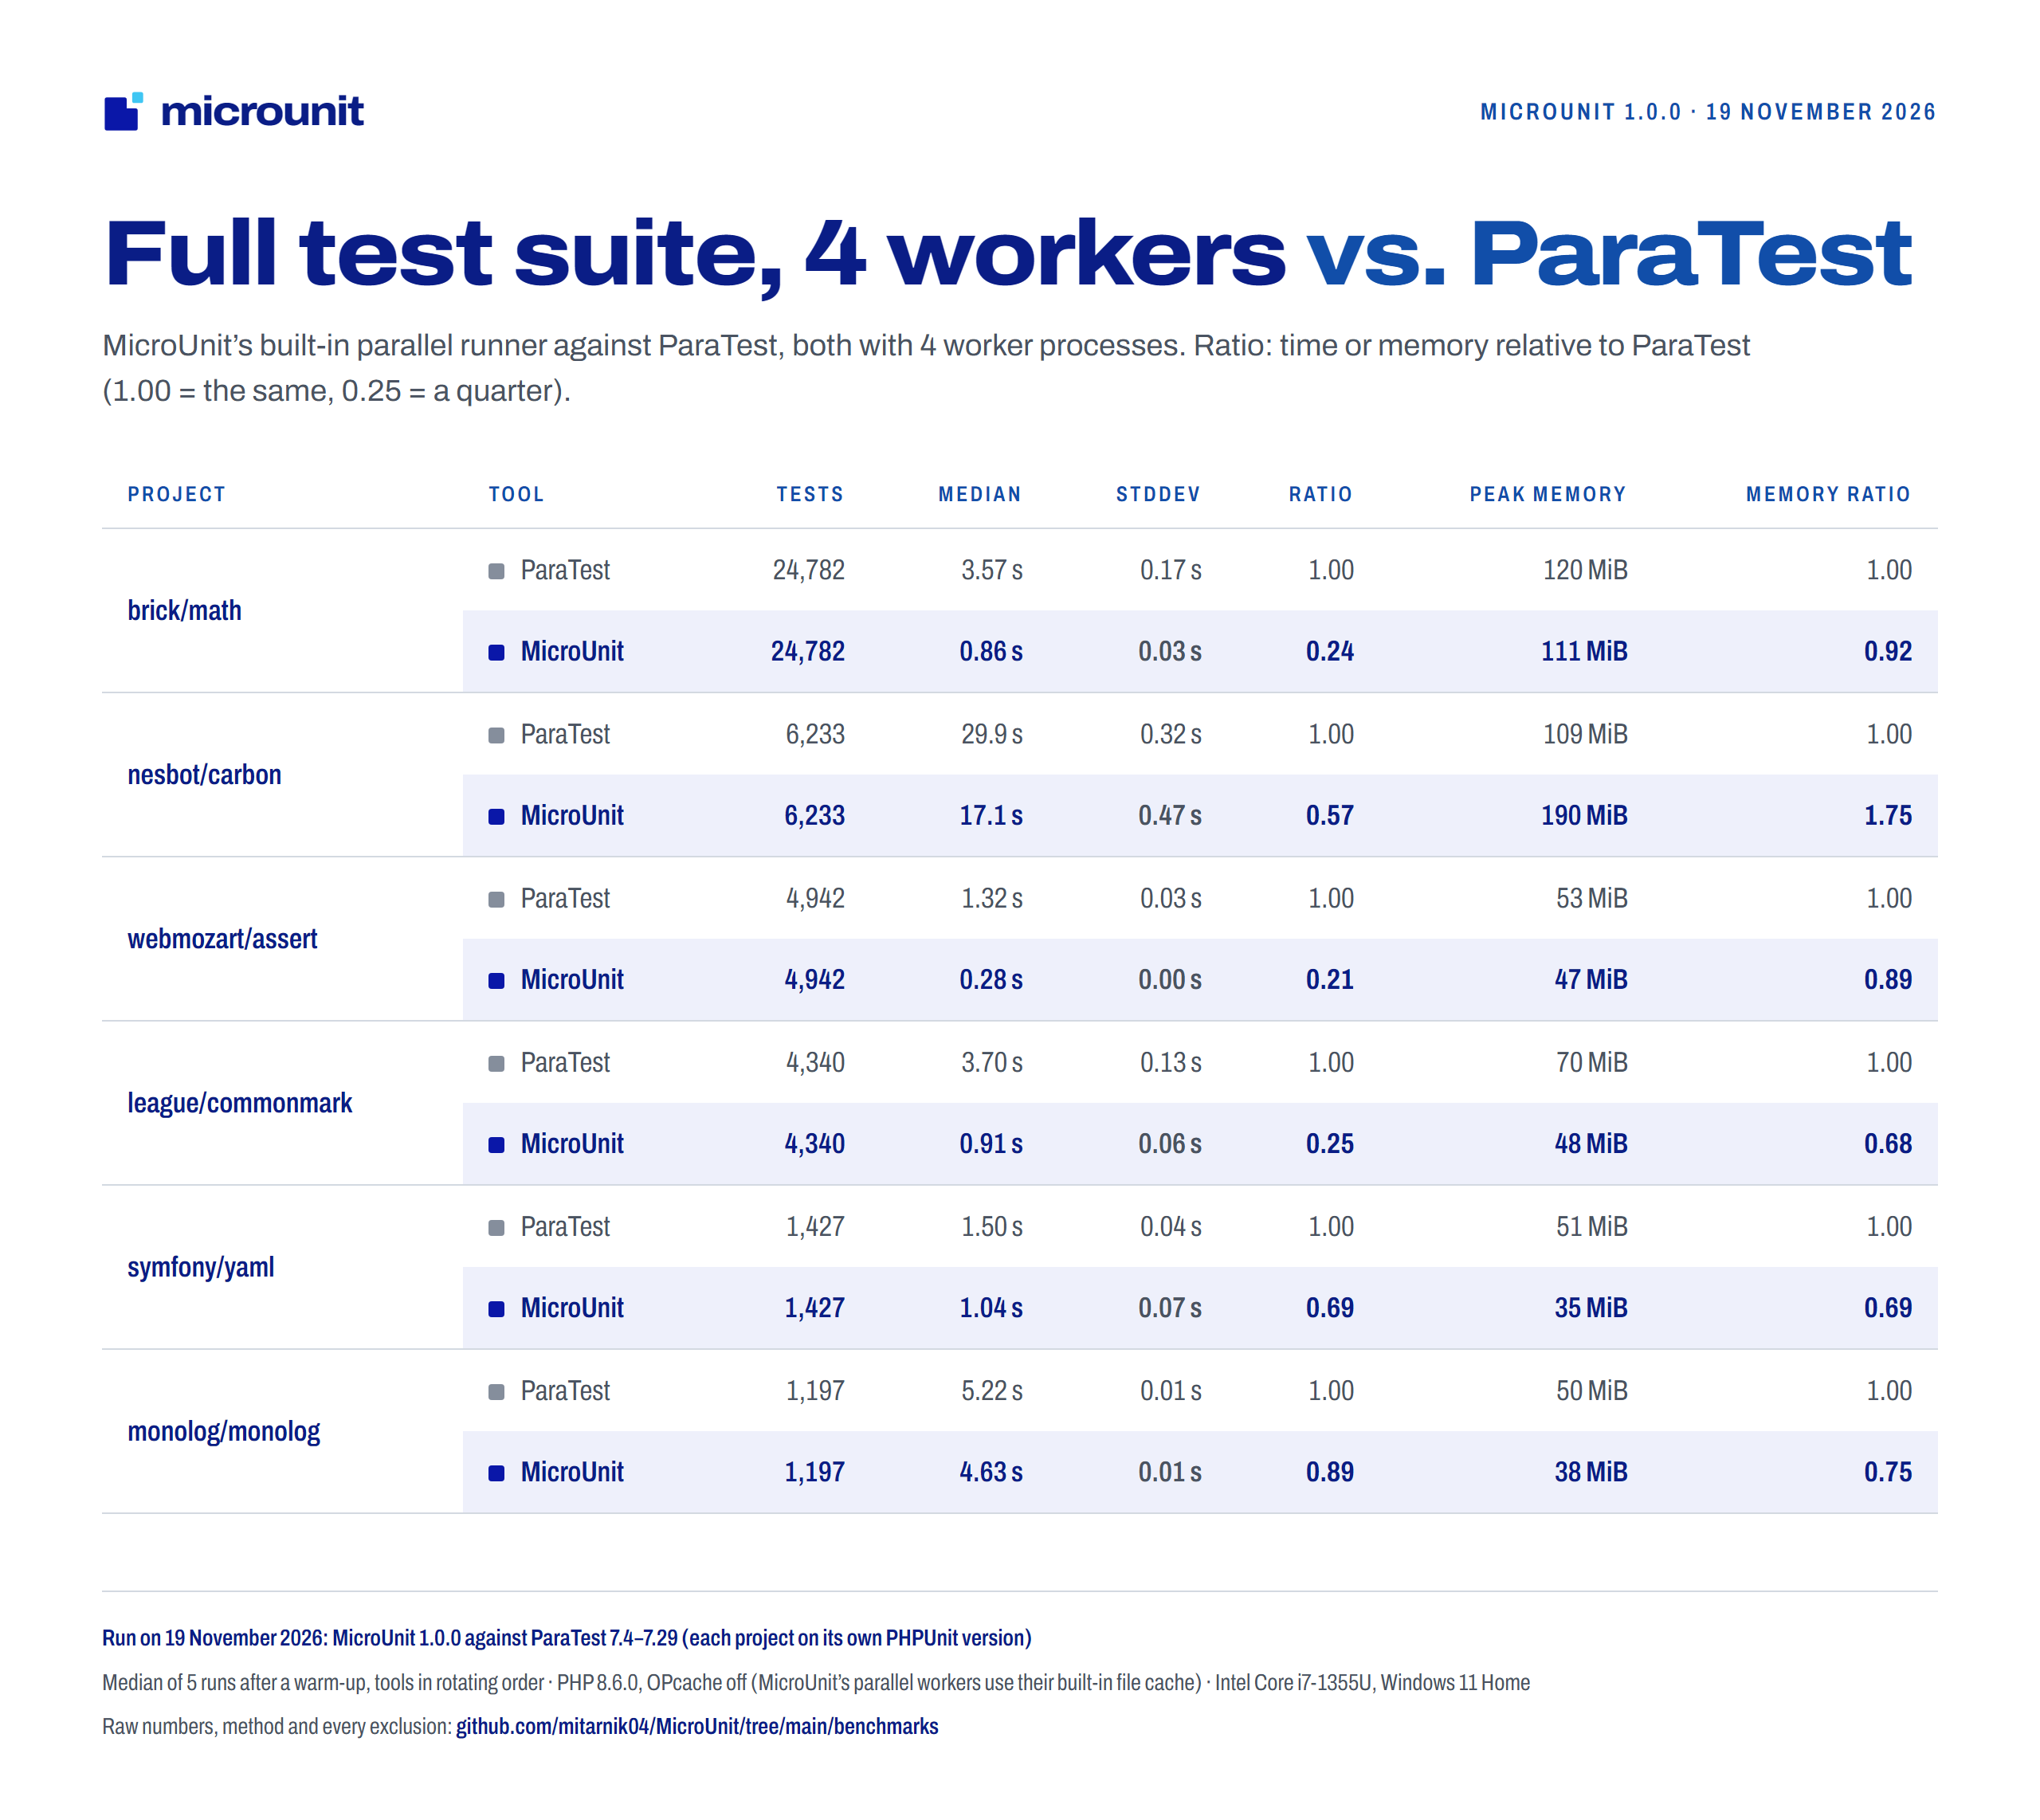 microunit
MICROUNIT 1.0.0 · 19 NOVEMBER 2026
Full test suite, 4 workers vs. ParaTest
MicroUnit’s built-in parallel runner against ParaTest, both with 4 worker processes. Ratio: time or memory relative to ParaTest
(1.00 = the same, 0.25 = a quarter).
PROJECT TOOL TESTS MEDIAN STDDEV RATIO PEAK MEMORY MEMORY RATIO
brick/math
ParaTest 24,782 3.57 s 0.17 s 1.00 120 MiB 1.00
MicroUnit 24,782 0.86 s 0.03 s 0.24 111 MiB 0.92
nesbot/carbon
ParaTest 6,233 29.9 s 0.32 s 1.00 109 MiB 1.00
MicroUnit 6,233 17.1 s 0.47 s 0.57 190 MiB 1.75
webmozart/assert
ParaTest 4,942 1.32 s 0.03 s 1.00 53 MiB 1.00
MicroUnit 4,942 0.28 s 0.00 s 0.21 47 MiB 0.89
league/commonmark
ParaTest 4,340 3.70 s 0.13 s 1.00 70 MiB 1.00
MicroUnit 4,340 0.91 s 0.06 s 0.25 48 MiB 0.68
symfony/yaml
ParaTest 1,427 1.50 s 0.04 s 1.00 51 MiB 1.00
MicroUnit 1,427 1.04 s 0.07 s 0.69 35 MiB 0.69
monolog/monolog
ParaTest 1,197 5.22 s 0.01 s 1.00 50 MiB 1.00
MicroUnit 1,197 4.63 s 0.01 s 0.89 38 MiB 0.75
Run on 19 November 2026: MicroUnit 1.0.0 against ParaTest 7.4–7.29 (each project on its own PHPUnit version)
Median of 5 runs after a warm-up, tools in rotating order · PHP 8.6.0, OPcache off (MicroUnit’s parallel workers use their built-in file cache) · Intel Core i7-1355U, Windows 11 Home
Raw numbers, method and every exclusion: github.com/mitarnik04/MicroUnit/tree/main/benchmarks